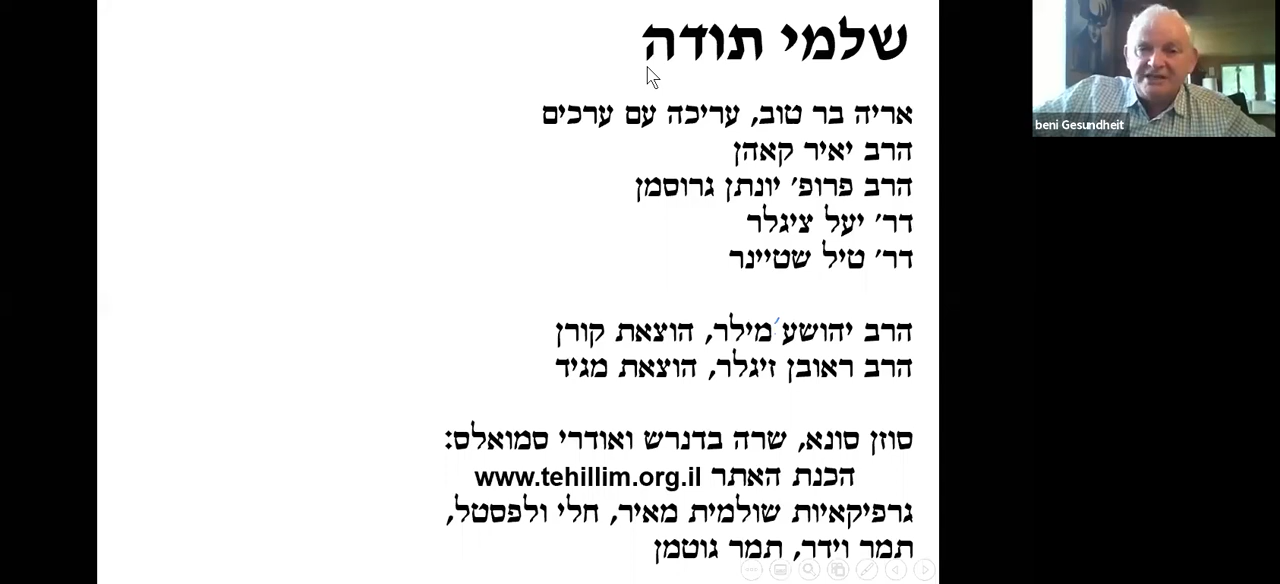 שלמי תודה
אריה בר טוב, עריכה עם ערכים
הרב יאיר קאהן
הרב פרופ׳ יונתן גרוסמן
דר׳ יעל ציגלר
דר׳ טיל שטיינר
הרב יהושע מילר, הוצאת קורן
הרב ראובן זיגלר, הוצאת מגיד
סוזן סונא, שרה בדנרש ואודרי סמואלס:
הכנת האתר www.tehillim.org.il
גרפיקאיות שולמית מאיר, חלי ולפסטל,
תמר וידר, תמר גוטמן
beni Gesundheit